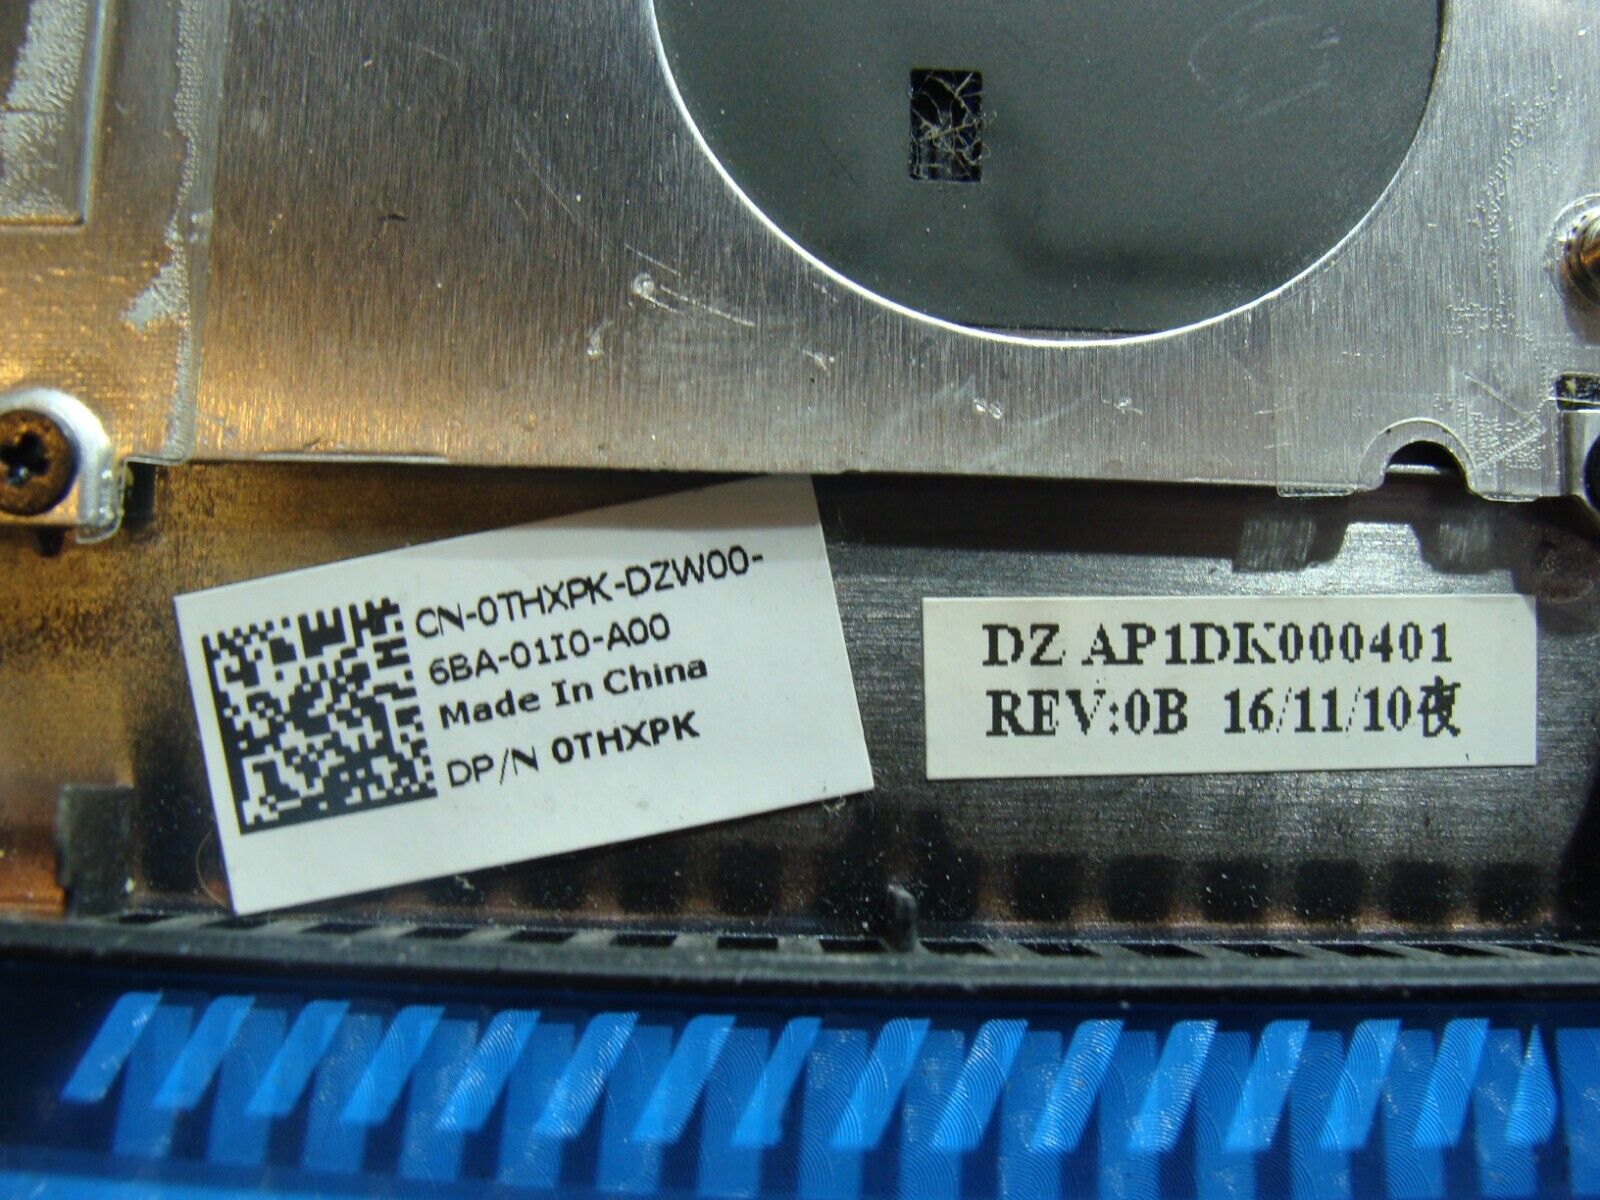 CN-0THXPK-DZW00-
6BA-01I0-A00
Made In China
DP/N 0THXPK
DZ AP1DK000401
REV:0B 16/11/10夜